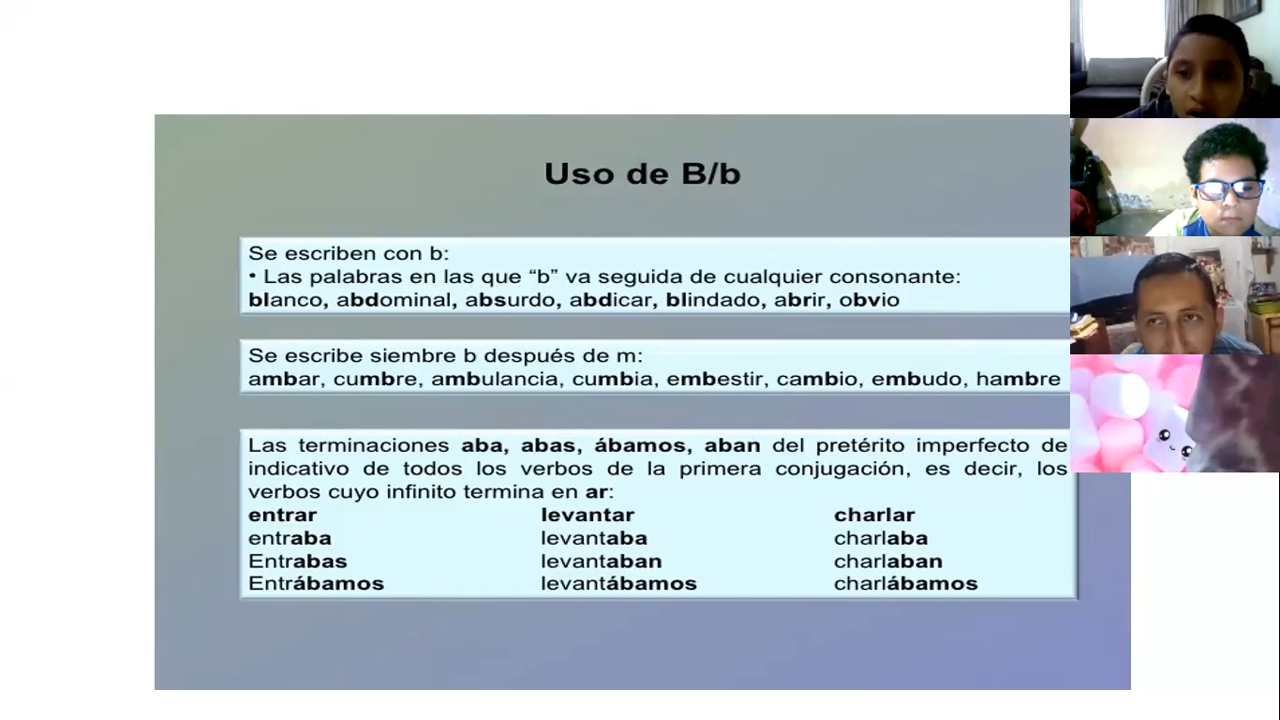 Uso de B/b
Se escriben con b:
• Las palabras en las que “b” va seguida de cualquier consonante:
blanco, abdominal, absurdo, abdicar, blindado, abrir, obvio
Se escribe siembre b después de m:
ambar, cumbre, ambulancia, cumbia, embestir, cambio, embudo, hambre
Las terminaciones aba, abas, ábamos, aban del pretérito imperfecto de
indicativo de todos los verbos de la primera conjugación, es decir, los
verbos cuyo infinito termina en ar:
entrar levantar charlar
entraba levantaba charlaba
Entrabas levantaban charlaban
Entrábamos levantábamos charlábamos